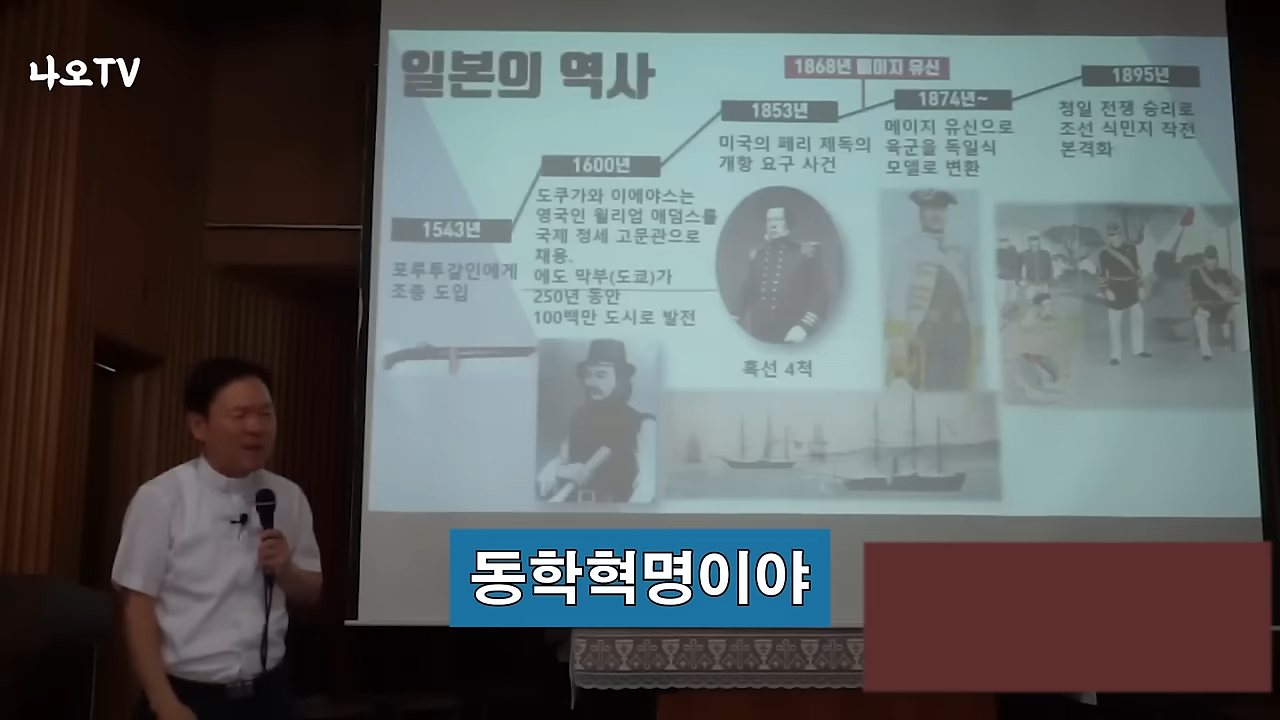 나오TV
일본의 역사
1543년
포루투갈인에게
조총 도입
1600년
도쿠가와 이에야스는
영국인 윌리엄 애덤스를
국제 정세 고문관으로
채용.
에도 막부(도쿄)가
250년 동안
100백만 도시로 발전
1853년
미국의 페리 제독의
개항 요구 사건
흑선 4척
1868년 메이지 유신
1874년~
메이지 유신으로
육군을 독일식
모델로 변환
1895년
청일 전쟁 승리로
조선 식민지 작전
본격화
동학혁명이야